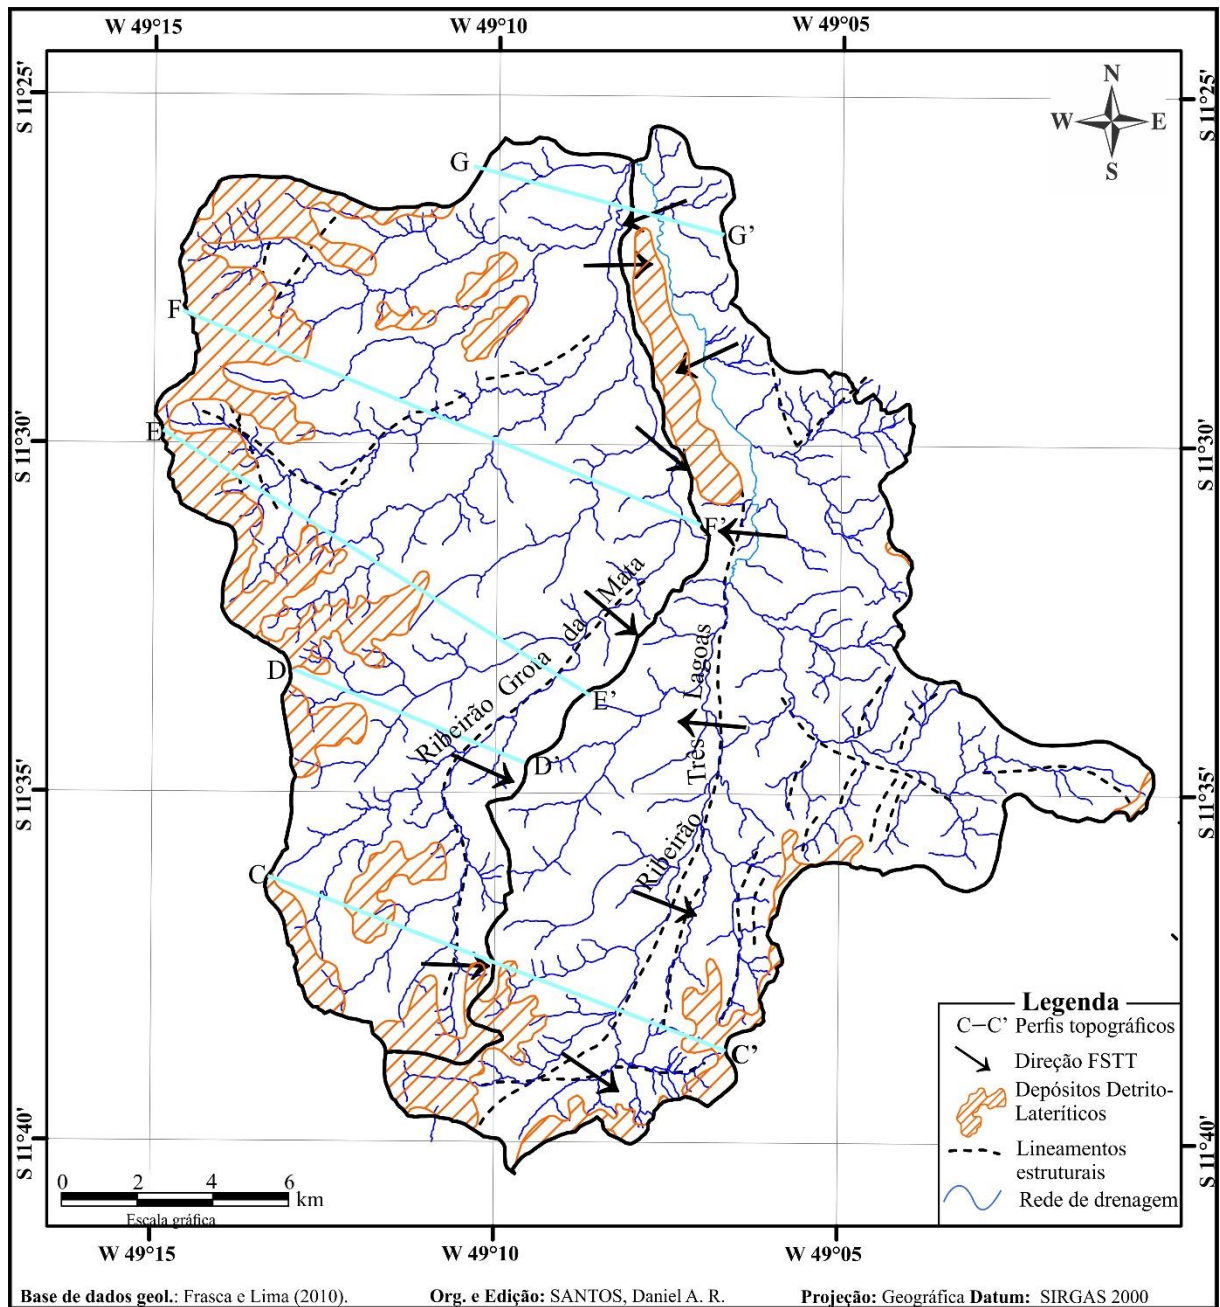 W 49°15' W 49°10' W 49°05'
S 11°25' S 11°25'
N
W E
S
G
G'
F
E
S 11°30' S 11°30'
F'
Ribeirão Grota da Mata
D
E'
D'
Ribeirão Três Lagoas
S 11°35' S 11°35'
C
C'
Legenda
C–C' Perfis topográficos
Direção FSTT
Depósitos Detrito-
Lateríticos
Lineamentos
estruturais
Rede de drenagem
S 11°40' S 11°40'
0 2 4 6
km
Escala gráfica
W 49°15' W 49°10' W 49°05'
Base de dados geol.: Frasca e Lima (2010). Org. e Edição: SANTOS, Daniel A. R. Projeção: Geográfica Datum: SIRGAS 2000